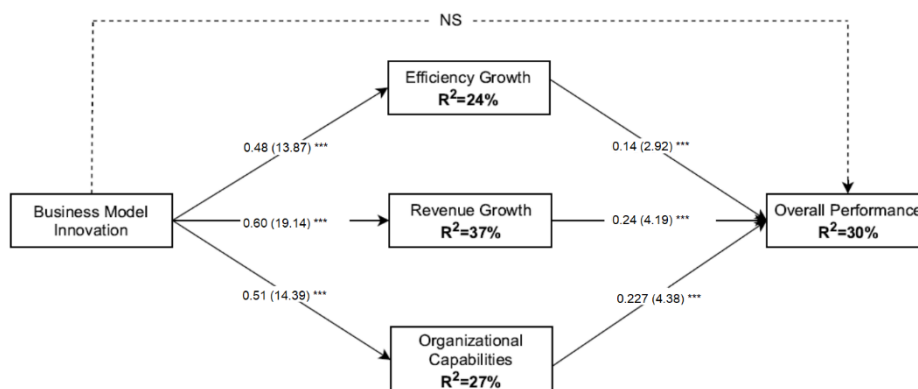 NS
Efficiency Growth
R²=24%
0.48 (13.87) ***
0.14 (2.92) ***
Business Model
Innovation
0.60 (19.14) ***
Revenue Growth
R²=37%
0.24 (4.19) ***
Overall Performance
R²=30%
0.51 (14.39) ***
0.227 (4.38) ***
Organizational
Capabilities
R²=27%